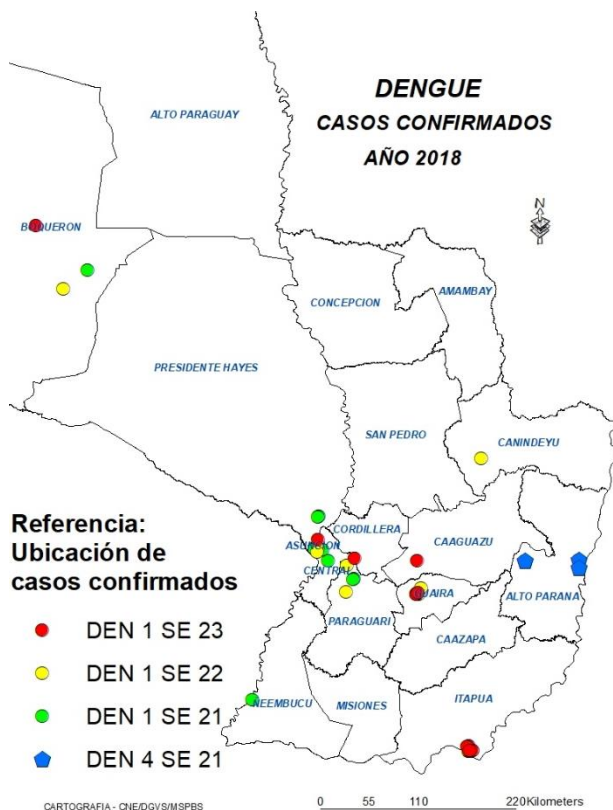 DENGUE
CASOS CONFIRMADOS
AÑO 2018
N
ALTO PARAGUAY
BOQUERON
CONCEPCION
AMAMBAY
PRESIDENTE HAYES
SAN PEDRO
CANINDEYU
CORDILLERA
ASUNCION
CAAGUAZU
CENTRAL
GUAIRA
ALTO PARANA
PARAGUARI
CAAZAPA
ÑEEMBUCU
MISIONES
ITAPUA
Referencia:
Ubicación de
casos confirmados
DEN 1 SE 23
DEN 1 SE 22
DEN 1 SE 21
DEN 4 SE 21
CARTOGRAFIA - CNE/DGVS/MSPBS
0 55 110 220 Kilometers